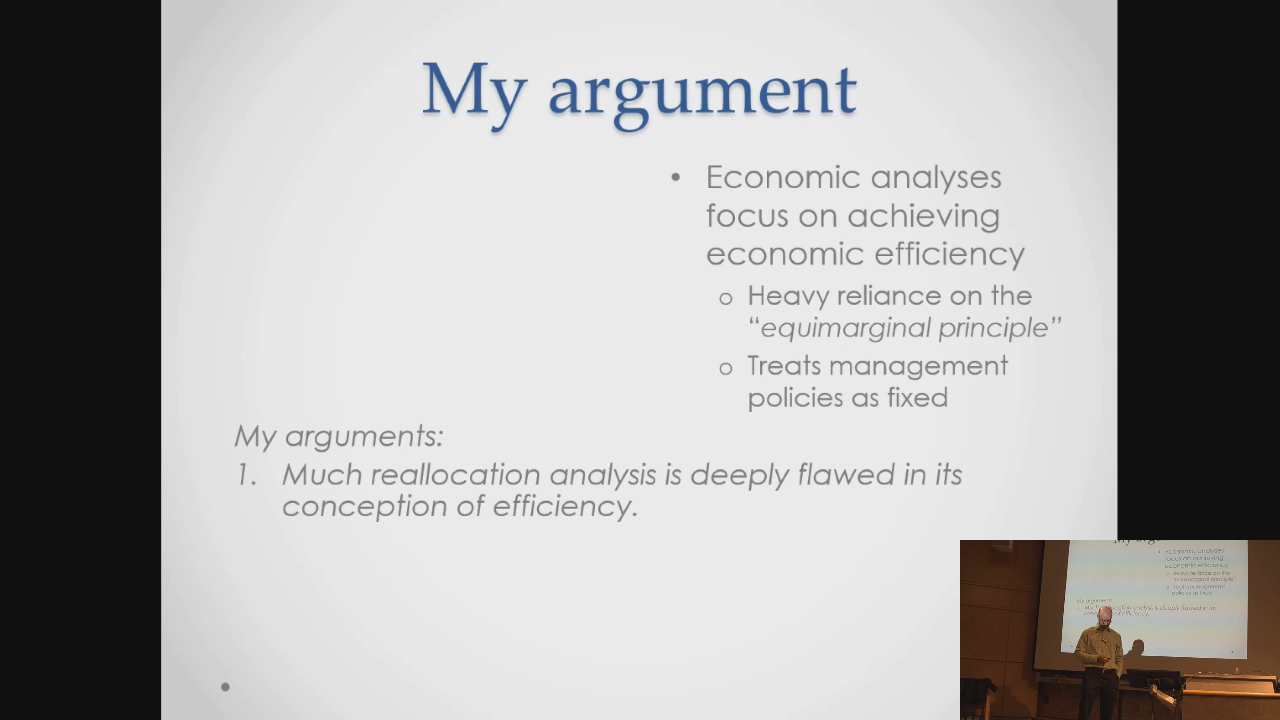 My argument
• Economic analyses
focus on achieving
economic efficiency
o Heavy reliance on the
“equimarginal principle”
o Treats management
policies as fixed
My arguments:
1. Much reallocation analysis is deeply flawed in its
conception of efficiency.